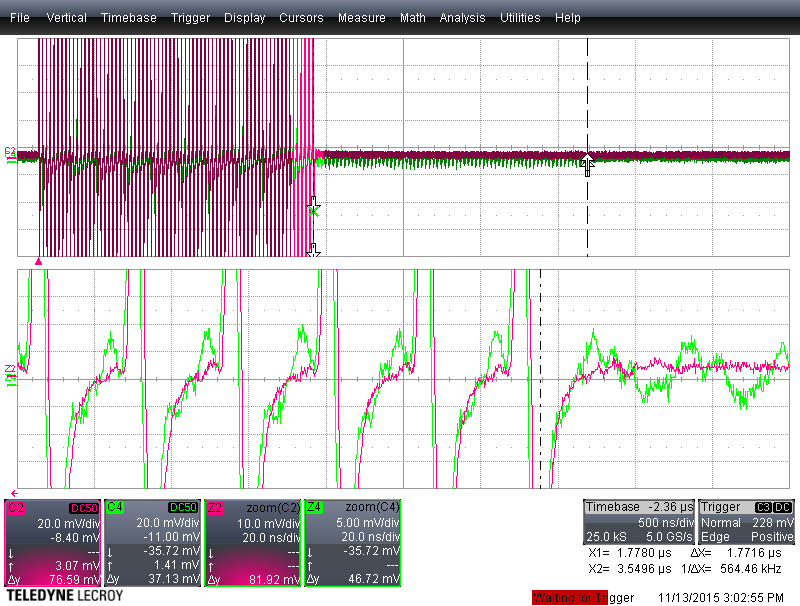 File Vertical Timebase Trigger Display Cursors Measure Math Analysis Utilities Help
C2
Z2
C2 DC50
20.0 mV/div
-8.40 mV
↓ ---
↑ 3.07 mV
Δy 76.59 mV
C4 DC50
20.0 mV/div
-11.00 mV
↓ -35.72 mV
↑ 1.41 mV
Δy 37.13 mV
Z2 zoom(C2)
10.0 mV/div
20.0 ns/div
↓ ---
↑ ---
Δy 81.92 mV
Z4 zoom(C4)
5.00 mV/div
20.0 ns/div
↓ -35.72 mV
↑ ---
Δy 46.72 mV
Timebase -2.36 µs
500 ns/div
25.0 kS 5.0 GS/s
Trigger C3 DC
Normal 228 mV
Edge Positive
X1= 1.7780 µs ΔX= 1.7716 µs
X2= 3.5496 µs 1/ΔX= 564.46 kHz
TELEDYNE LECROY
Waiting for Trigger 11/13/2015 3:02:55 PM